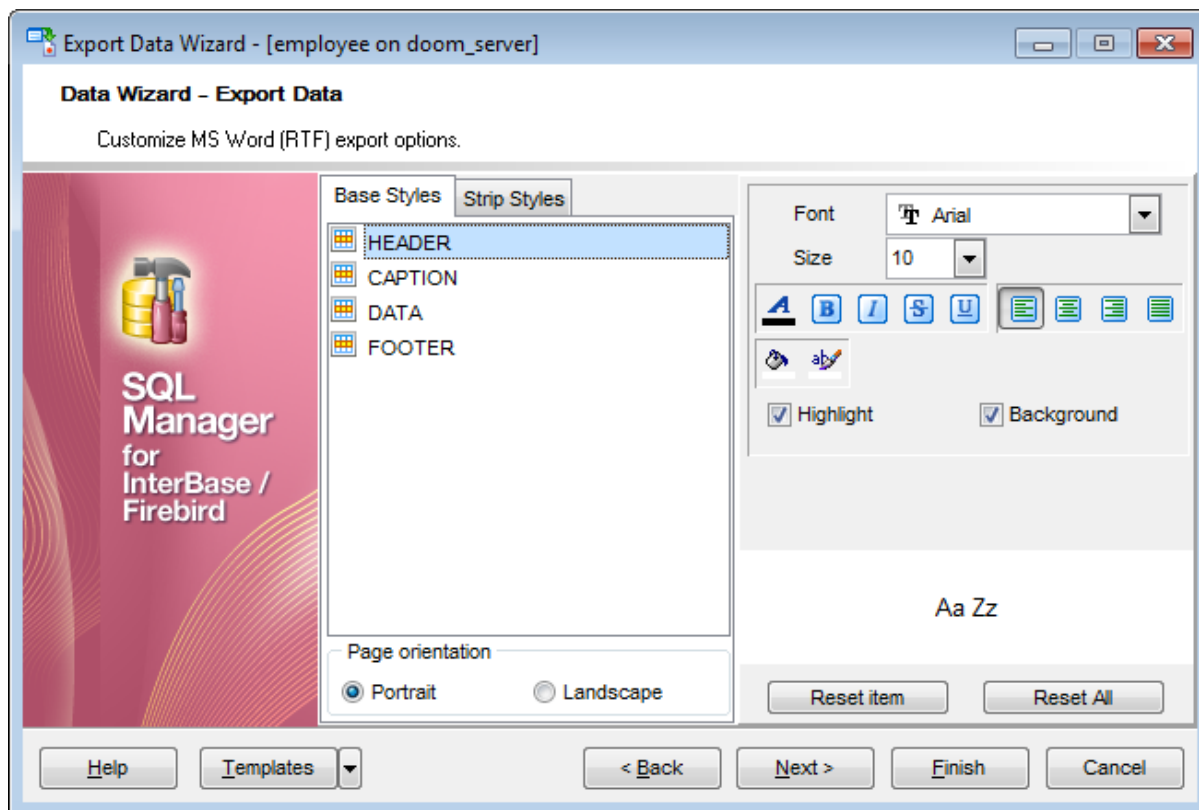 Export Data Wizard - [employee on doom_server]
Data Wizard - Export Data
Customize MS Word (RTF) export options.
SQL
Manager
for
InterBase /
Firebird
Base Styles
Strip Styles
HEADER
CAPTION
DATA
FOOTER
Page orientation
Portrait
Landscape
Font
Arial
Size
10
A
B
I
S
U
ab
Highlight
Background
Aa Zz
Reset item
Reset All
Help
Templates
< Back
Next >
Finish
Cancel